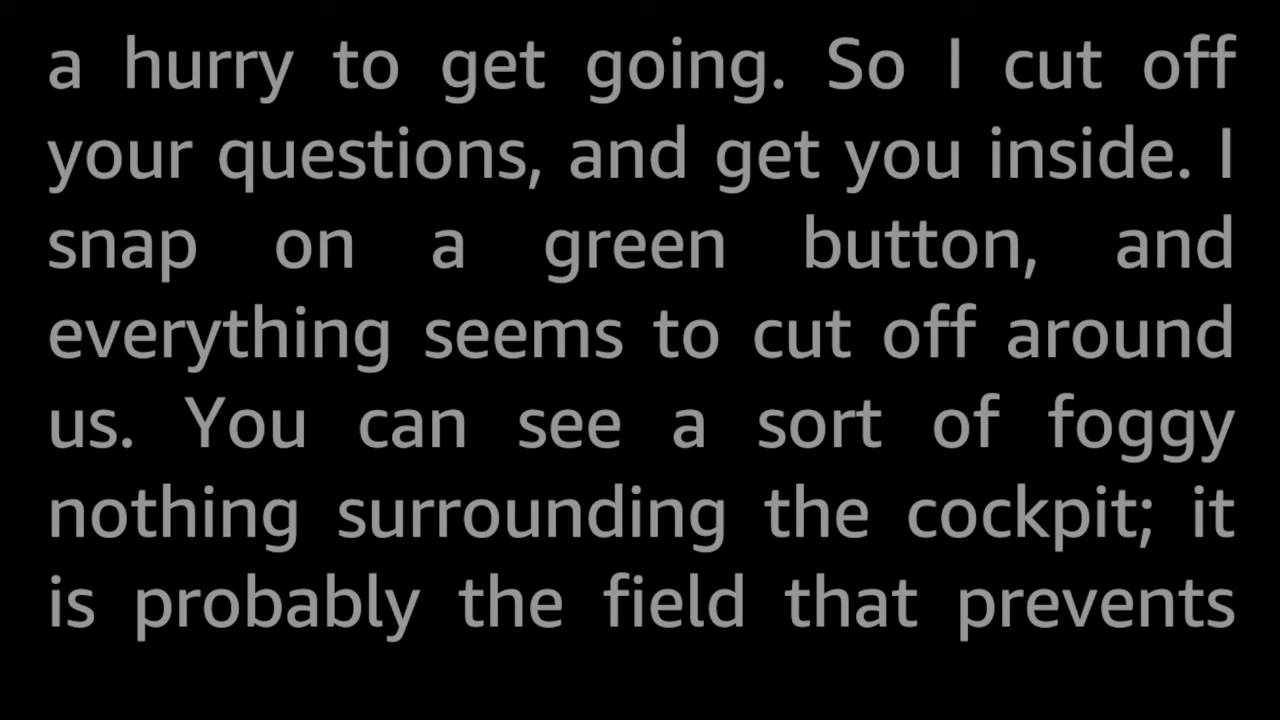 a hurry to get going. So I cut off
your questions, and get you inside. I
snap on a green button, and
everything seems to cut off around
us. You can see a sort of foggy
nothing surrounding the cockpit; it
is probably the field that prevents